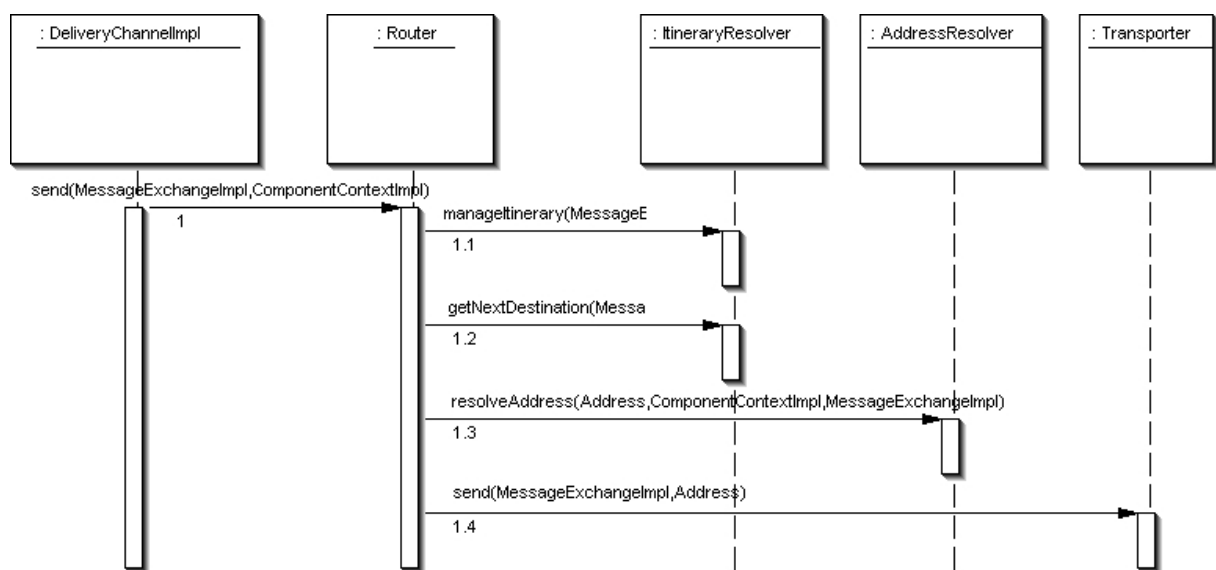 : DeliveryChannelImpl
: Router
: ItineraryResolver
: AddressResolver
: Transporter
send(MessageExchangeImpl,ComponentContextImpl)
1
manageItinerary(MessageE
1.1
getNextDestination(Messa
1.2
resolveAddress(Address,ComponentContextImpl,MessageExchangeImpl)
1.3
send(MessageExchangeImpl,Address)
1.4